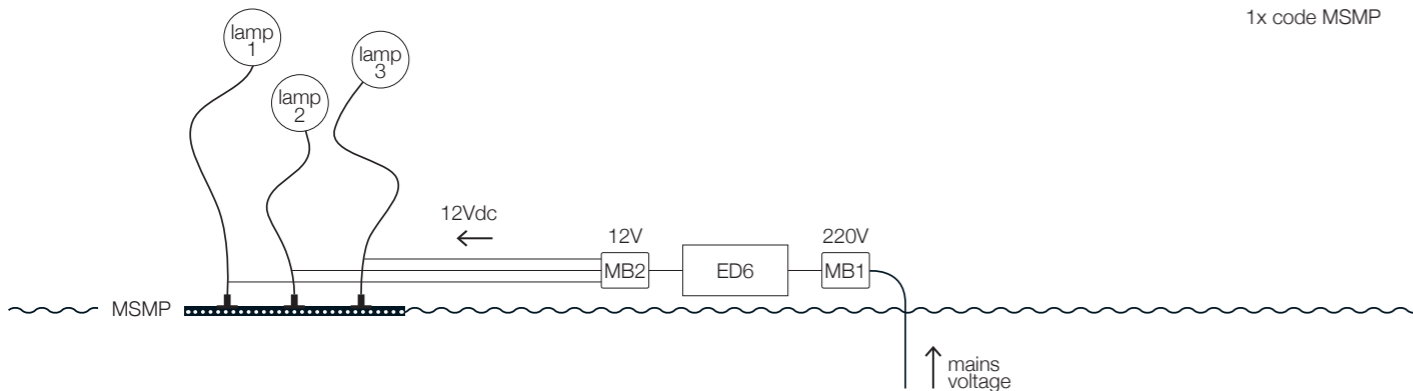 1x code MSMP
lamp
1
lamp
2
lamp
3
12Vdc
12V
220V
MB2
ED6
MB1
MSMP
mains
voltage